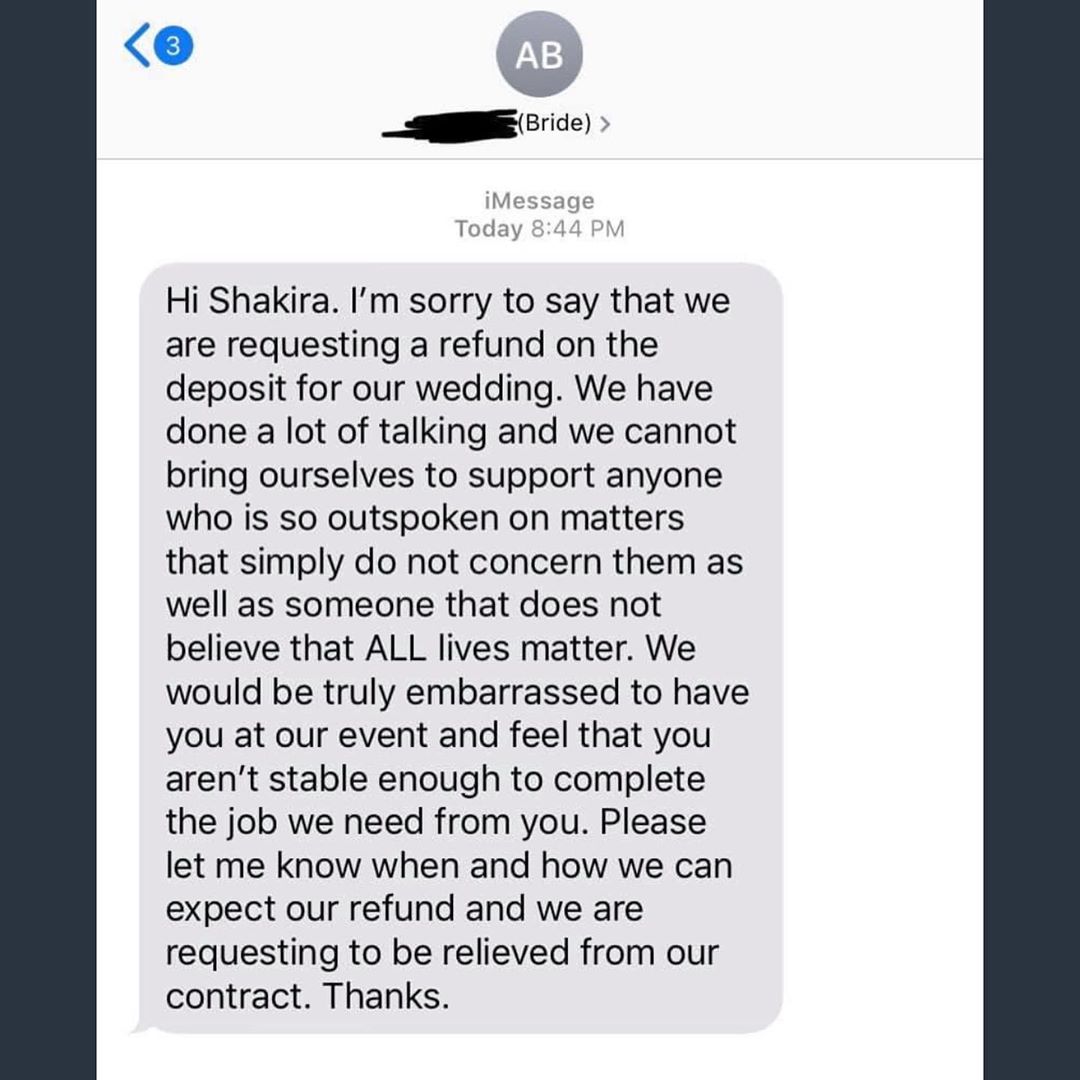 3
AB
(Bride) >
iMessage
Today 8:44 PM
Hi Shakira. I'm sorry to say that we
are requesting a refund on the
deposit for our wedding. We have
done a lot of talking and we cannot
bring ourselves to support anyone
who is so outspoken on matters
that simply do not concern them as
well as someone that does not
believe that ALL lives matter. We
would be truly embarrassed to have
you at our event and feel that you
aren't stable enough to complete
the job we need from you. Please
let me know when and how we can
expect our refund and we are
requesting to be relieved from our
contract. Thanks.